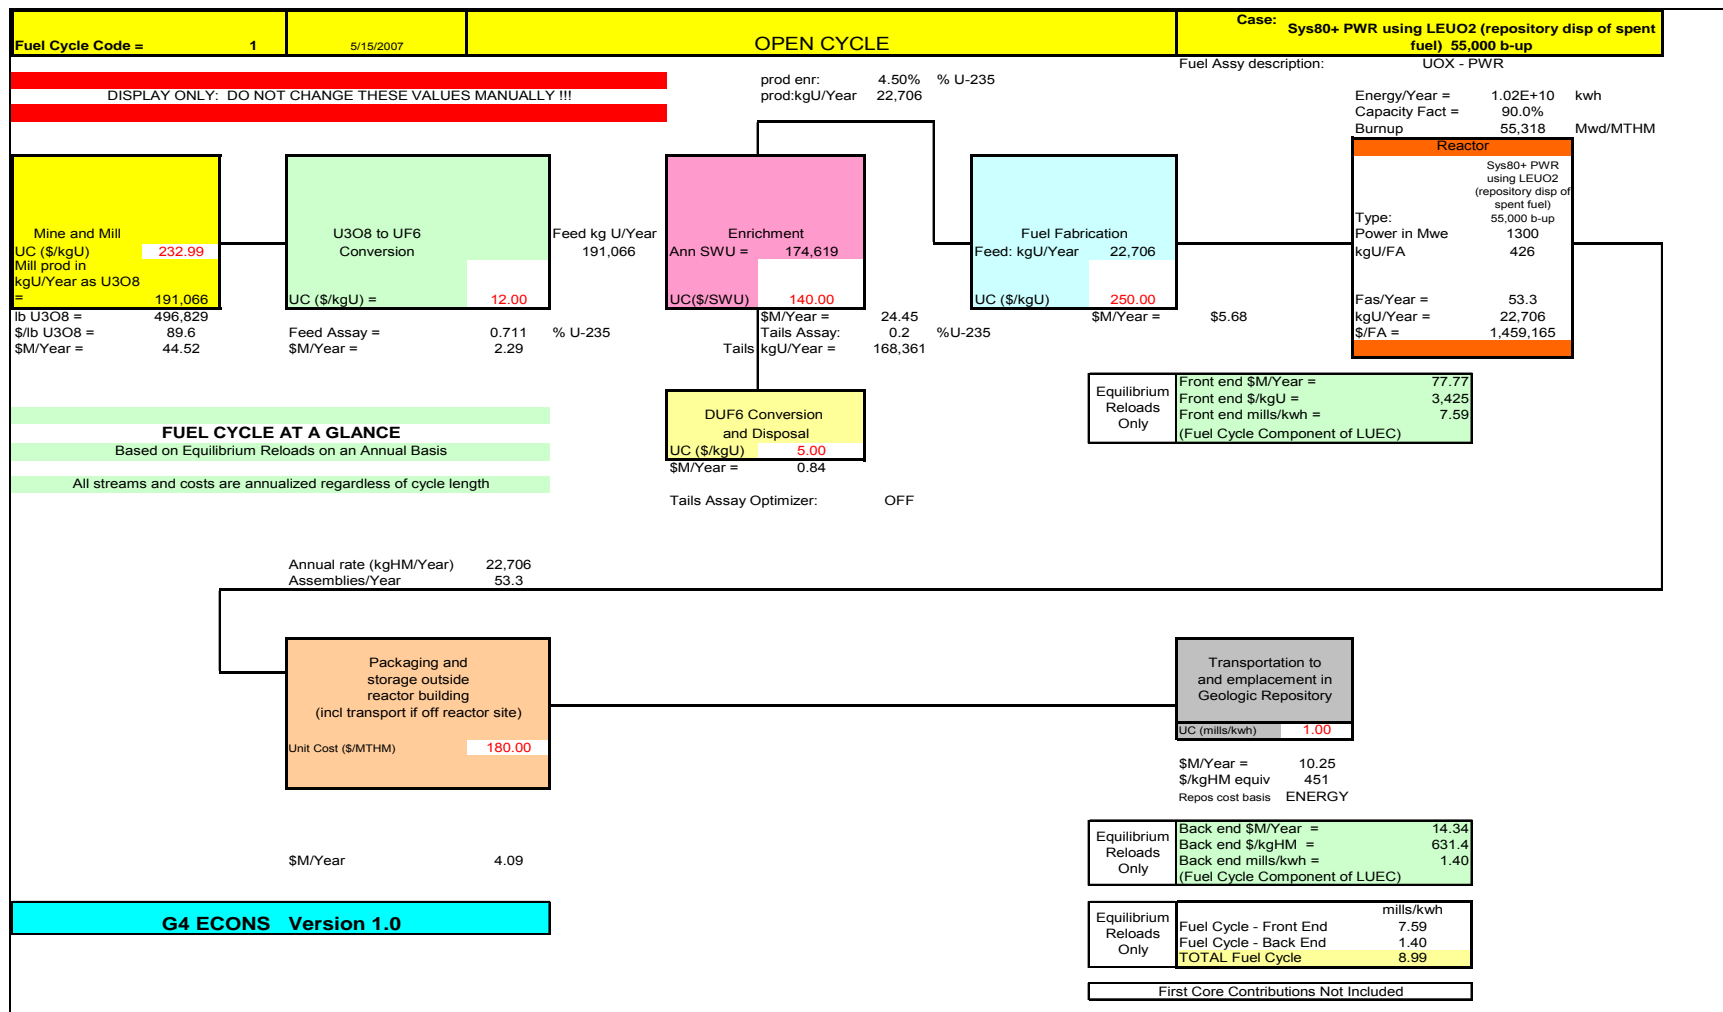 Fuel Cycle Code = 1 5/15/2007 OPEN CYCLE Case: Sys80+ PWR using LEUO2 (repository disp of spent
fuel) 55,000 b-up
Fuel Assy description: UOX - PWR
prod enr: 4.50% % U-235
DISPLAY ONLY: DO NOT CHANGE THESE VALUES MANUALLY !!! prod:kgU/Year 22,706 Energy/Year = 1.02E+10 kwh
Capacity Fact = 90.0%
Burnup 55,318 Mwd/MTHM
Mine and Mill
UC ($/kgU) 232.99
Mill prod in
kgU/Year as U3O8
= 191,066
lb U3O8 = 496,829
$/lb U3O8 = 89.6
$M/Year = 44.52
U3O8 to UF6
Conversion
UC ($/kgU) = 12.00
Feed Assay = 0.711 % U-235
$M/Year = 2.29
Feed kg U/Year
191,066
Enrichment
Ann SWU = 174,619
UC($/SWU) 140.00
$M/Year = 24.45
Tails Assay: 0.2 %U-235
Tails kgU/Year = 168,361
Fuel Fabrication
Feed: kgU/Year 22,706
UC ($/kgU) 250.00
$M/Year = $5.68
Reactor
Sys80+ PWR
using LEUO2
(repository disp of
spent fuel)
Type: 55,000 b-up
Power in Mwe 1300
kgU/FA 426
Fas/Year = 53.3
kgU/Year = 22,706
$/FA = 1,459,165
DUF6 Conversion
and Disposal
UC ($/kgU) 5.00
$M/Year = 0.84
Tails Assay Optimizer: OFF
Equilibrium
Reloads
Only
Front end $M/Year = 77.77
Front end $/kgU = 3,425
Front end mills/kwh = 7.59
(Fuel Cycle Component of LUEC)
FUEL CYCLE AT A GLANCE
Based on Equilibrium Reloads on an Annual Basis
All streams and costs are annualized regardless of cycle length
Annual rate (kgHM/Year) 22,706
Assemblies/Year 53.3
Packaging and
storage outside
reactor building
(incl transport if off reactor site)
Unit Cost ($/MTHM) 180.00
$M/Year 4.09
Transportation to
and emplacement in
Geologic Repository
UC (mills/kwh) 1.00
$M/Year = 10.25
$/kgHM equiv 451
Repos cost basis ENERGY
Equilibrium
Reloads
Only
Back end $M/Year = 14.34
Back end $/kgHM = 631.4
Back end mills/kwh = 1.40
(Fuel Cycle Component of LUEC)
G4 ECONS Version 1.0
Equilibrium
Reloads
Only
mills/kwh
Fuel Cycle - Front End 7.59
Fuel Cycle - Back End 1.40
TOTAL Fuel Cycle 8.99
First Core Contributions Not Included